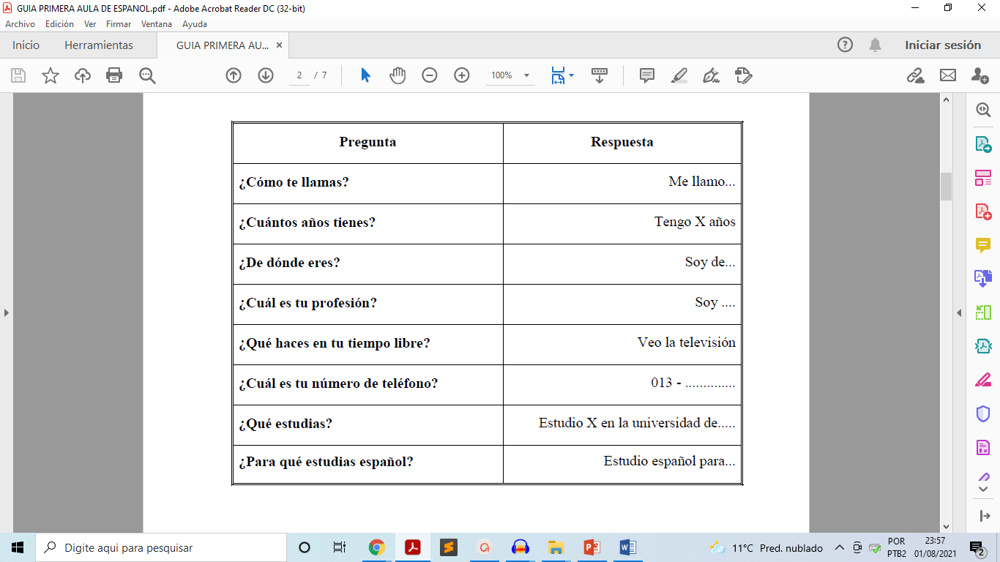 GUIA PRIMERA AULA DE ESPANOL.pdf - Adobe Acrobat Reader DC (32-bit)
Archivo Edición Ver Firmar Ventana Ayuda
Inicio Herramientas GUIA PRIMERA AU... × Iniciar sesión
2 / 7 100%
Pregunta Respuesta
¿Cómo te llamas? Me llamo...
¿Cuántos años tienes? Tengo X años
¿De dónde eres? Soy de...
¿Cuál es tu profesión? Soy ....
¿Qué haces en tu tiempo libre? Veo la televisión
¿Cuál es tu número de teléfono? 013 - ..............
¿Qué estudias? Estudio X en la universidad de.....
¿Para qué estudias español? Estudio español para...
Digite aqui para pesquisar 11°C Pred. nublado POR 23:57
PTB2 01/08/2021 2